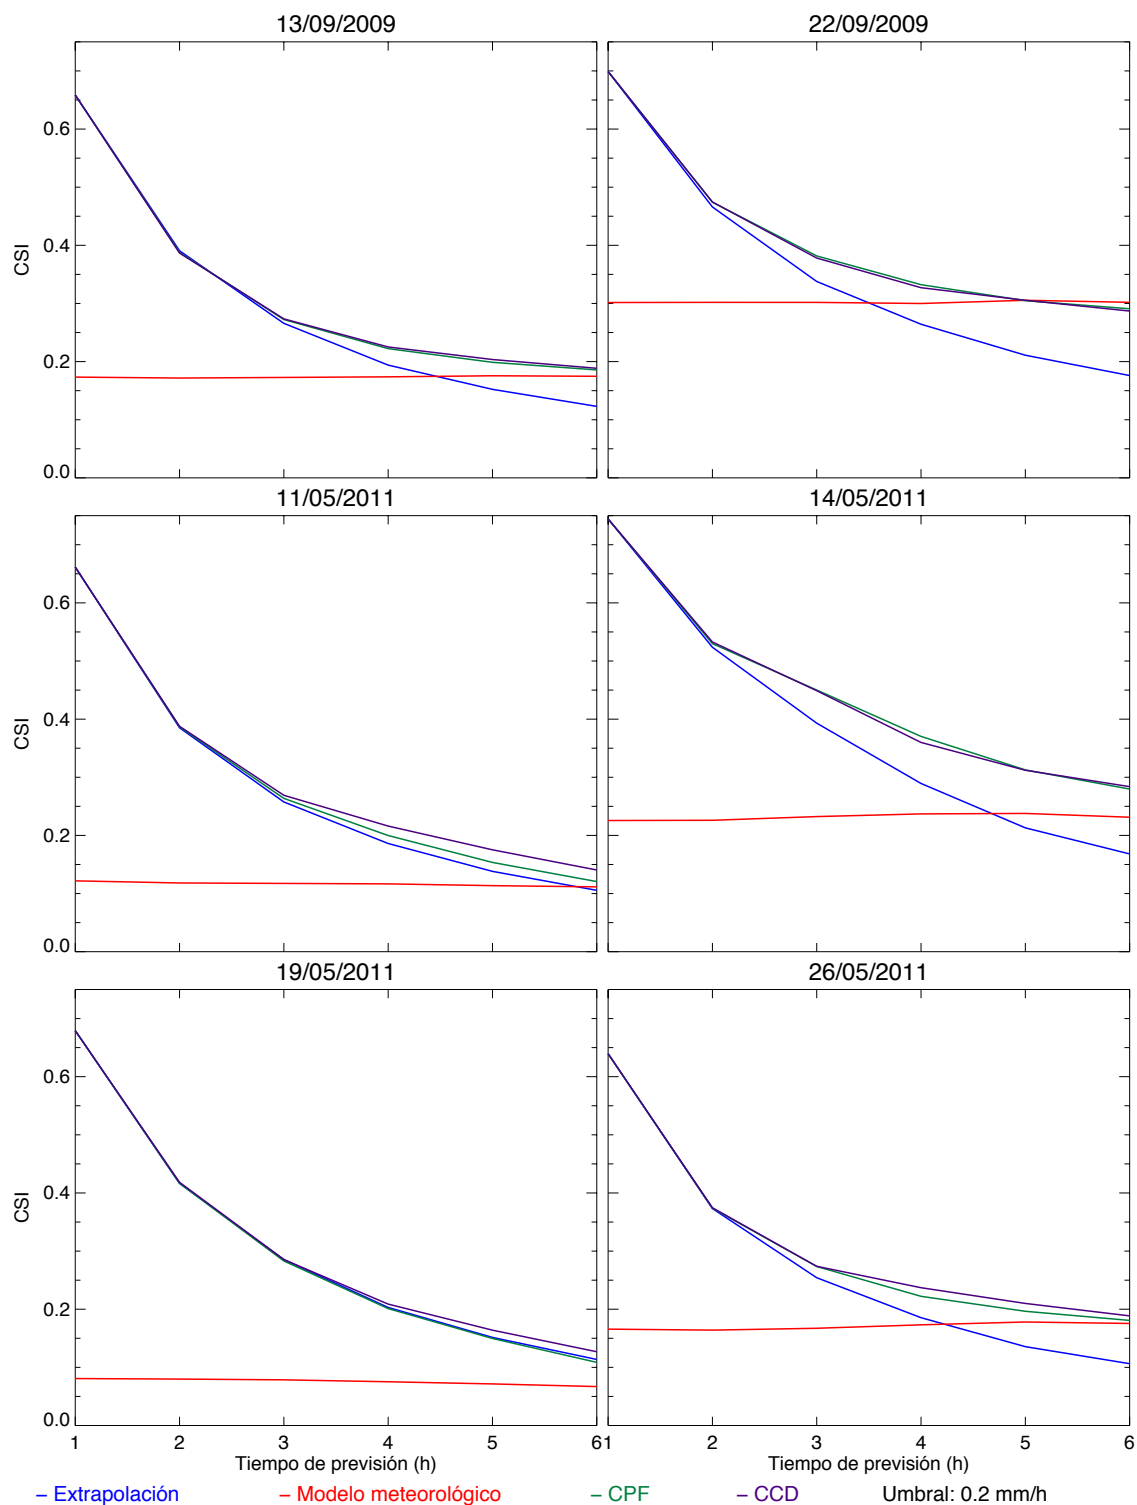 13/09/2009 22/09/2009
0.6
0.4
CSI
0.2
0.0
11/05/2011 14/05/2011
0.6
0.4
CSI
0.2
0.0
19/05/2011 26/05/2011
0.6
0.4
CSI
0.2
0.0
1 2 3 4 5 6 1 2 3 4 5 6
Tiempo de previsión (h) Tiempo de previsión (h)
– Extrapolación – Modelo meteorológico – CPF – CCD Umbral: 0.2 mm/h